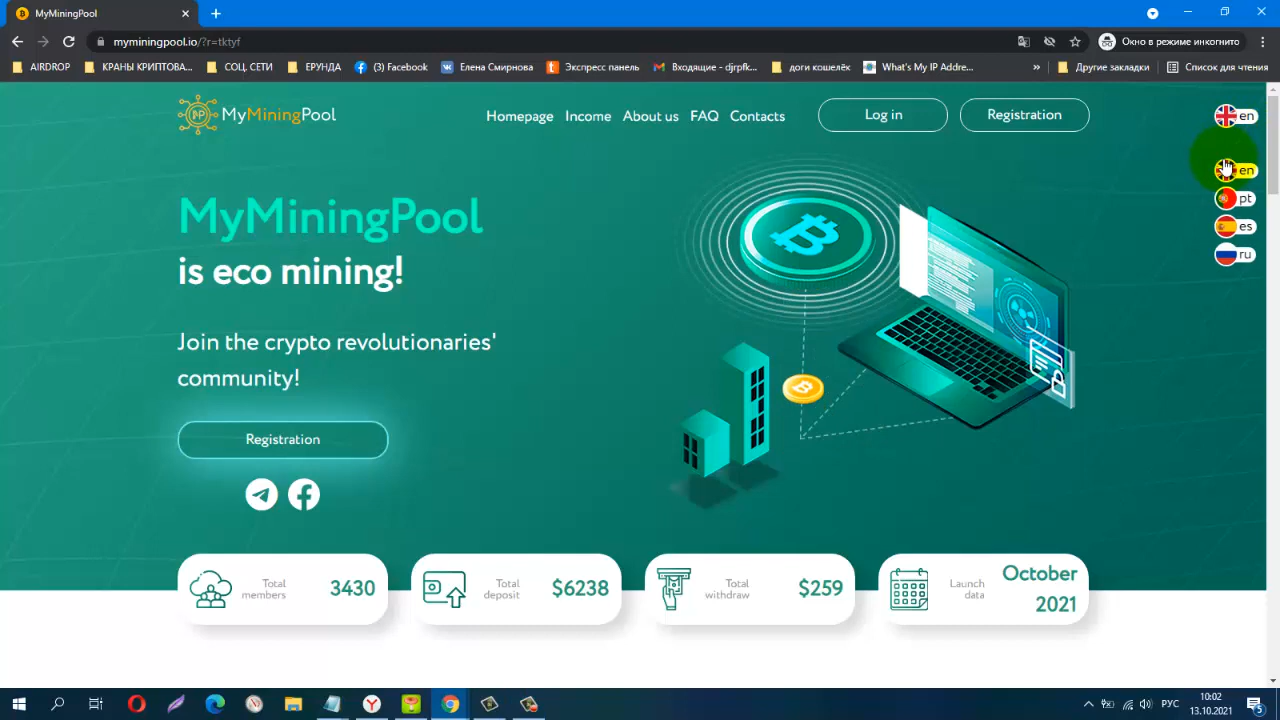 MyMiningPool
myminingpool.io/?r=tktyf
Окно в режиме инкогнито
AIRDROP
КРАНЫ КРИПТОВА...
СОЦ. СЕТИ
ЕРУНДА
(3) Facebook
Елена Смирнова
Экспресс панель
Входящие - djrpfk...
доги кошелёк
What's My IP Addre...
»
Другие закладки
Список для чтения
MyMiningPool
Homepage
Income
About us
FAQ
Contacts
Log in
Registration
en
en
pt
es
ru
MyMiningPool
is eco mining!
Join the crypto revolutionaries'
community!
Registration
Total
members
3430
Total
deposit
$6238
Total
withdraw
$259
Launch
data
October
2021
РУС
10:02
13.10.2021
5